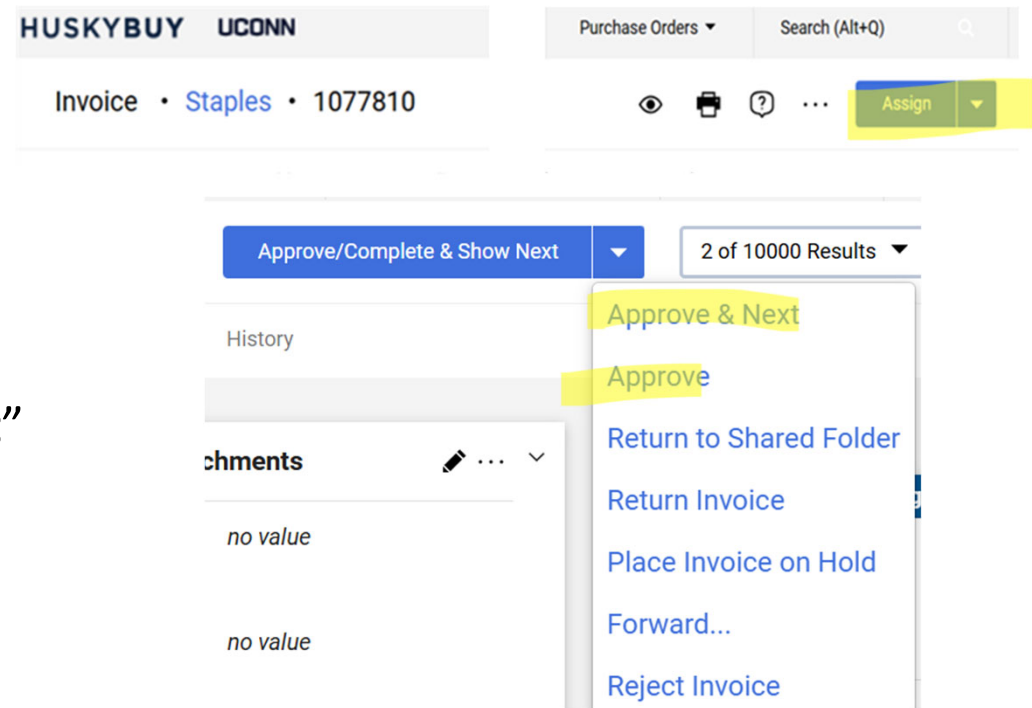 HUSKYBUY UCONN
Purchase Orders Search (Alt+Q)
Invoice • Staples • 1077810
Assign
Approve/Complete & Show Next
2 of 10000 Results
Approve & Next
History
Approve
”
Return to Shared Folder
chments
Return Invoice
no value
Place Invoice on Hold
Forward...
no value
Reject Invoice